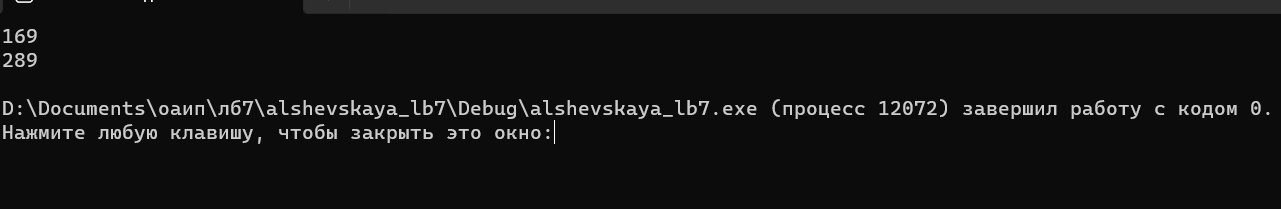 169
289
D:\Documents\оаип\лб7\alshevskaya_lb7\Debug\alshevskaya_lb7.exe (процесс 12072) завершил работу с кодом 0.
Нажмите любую клавишу, чтобы закрыть это окно: